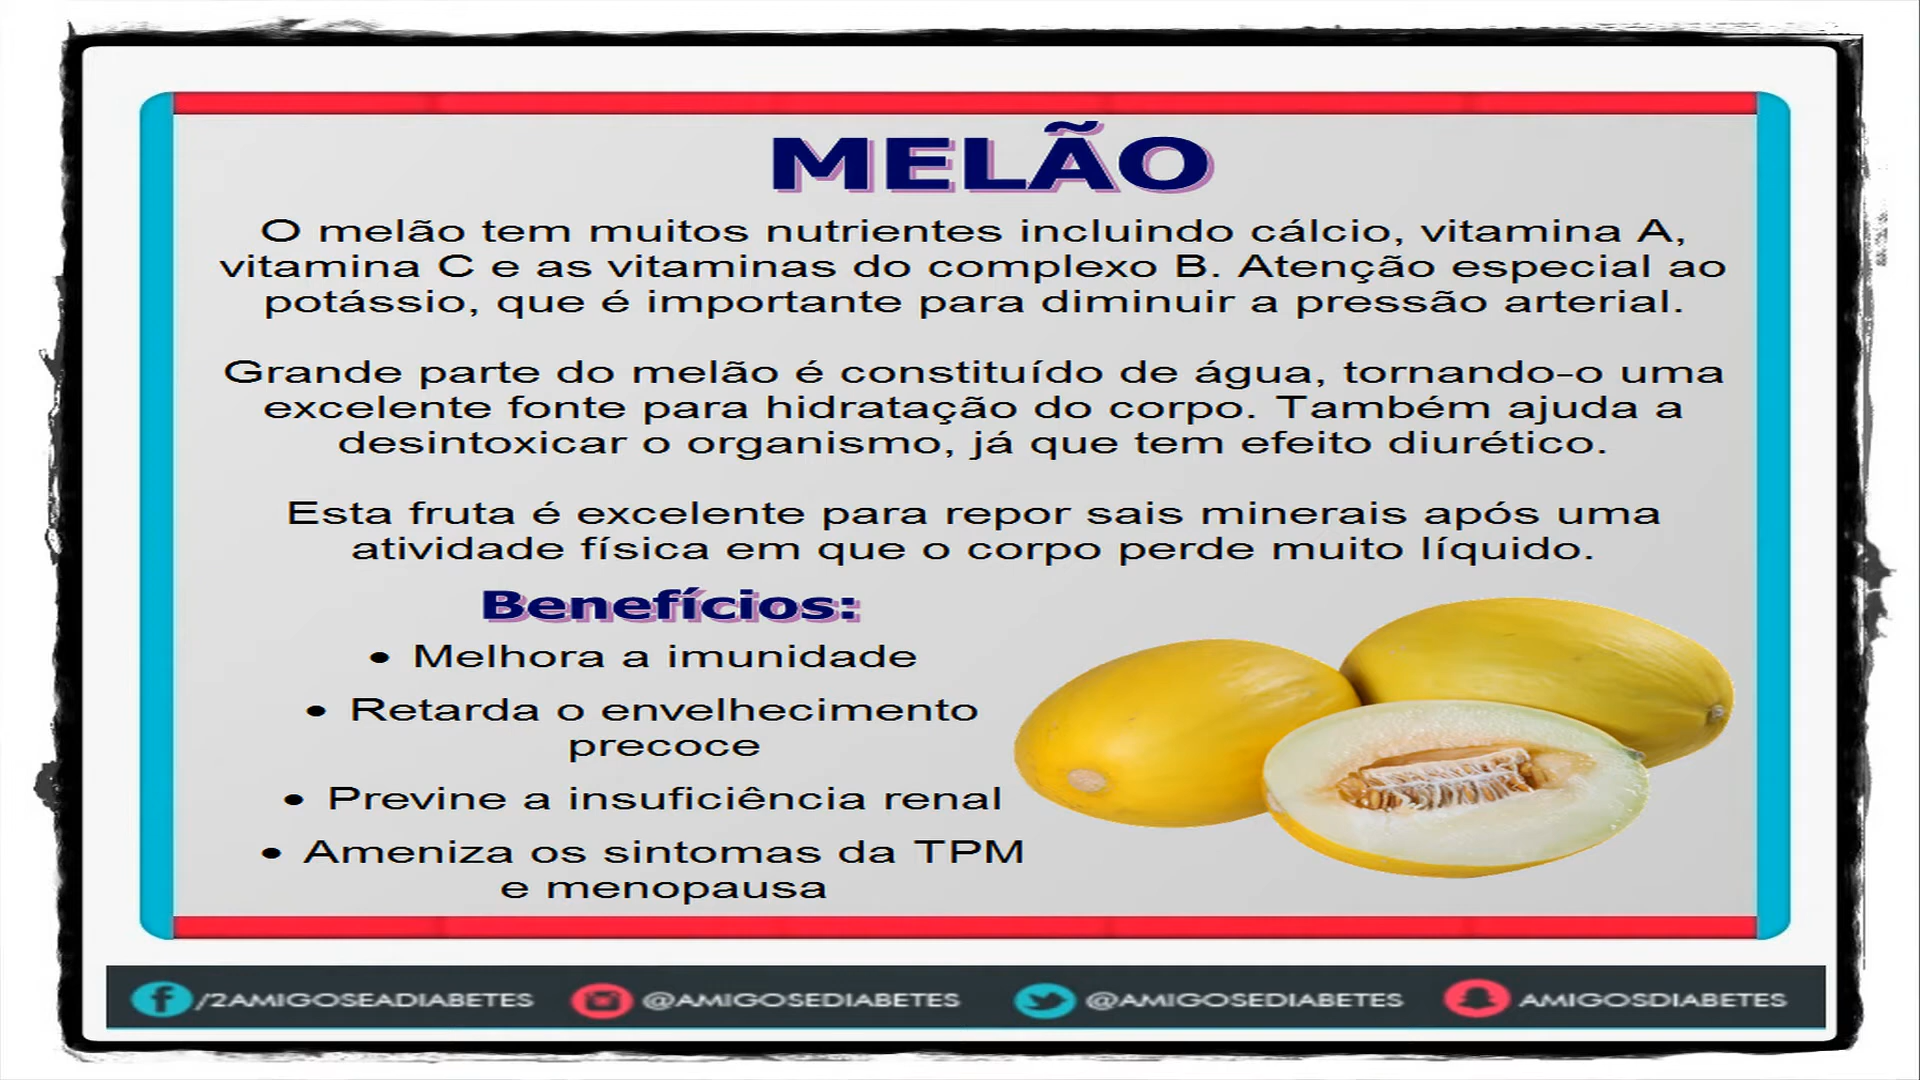 MELÃO
O melão tem muitos nutrientes incluindo cálcio, vitamina A,
vitamina C e as vitaminas do complexo B. Atenção especial ao
potássio, que é importante para diminuir a pressão arterial.
Grande parte do melão é constituído de água, tornando-o uma
excelente fonte para hidratação do corpo. Também ajuda a
desintoxicar o organismo, já que tem efeito diurético.
Esta fruta é excelente para repor sais minerais após uma
atividade física em que o corpo perde muito líquido.
Benefícios:
• Melhora a imunidade
• Retarda o envelhecimento
precoce
• Previne a insuficiência renal
• Ameniza os sintomas da TPM
e menopausa
/2AMIGOSEADIABETES @AMIGOSEDIABETES @AMIGOSEDIABETES AMIGOSDIABETES